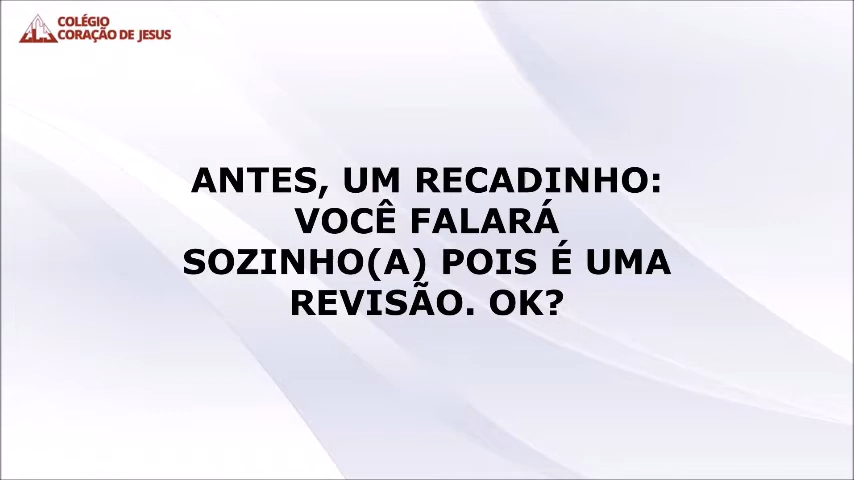 COLÉGIO
CORAÇÃO DE JESUS
ANTES, UM RECADINHO:
VOCÊ FALARÁ
SOZINHO(A) POIS É UMA
REVISÃO. OK?